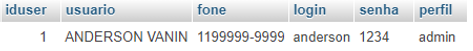 iduser usuario fone login senha perfil
1 ANDERSON VANIN 1199999-9999 anderson 1234 admin